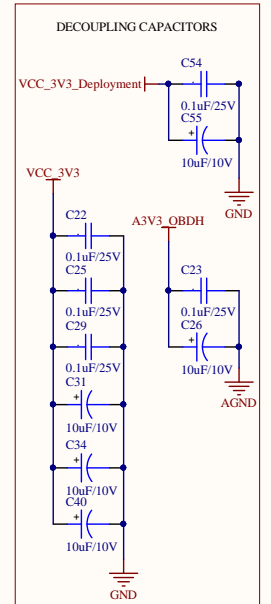 DECOUPLING CAPACITORS
C54
VCC_3V3_Deployment
0.1uF/25V
C55
+
10uF/10V
GND
VCC_3V3
C22
0.1uF/25V
C25
0.1uF/25V
C29
0.1uF/25V
C31
+
10uF/10V
C34
+
10uF/10V
C40
+
10uF/10V
GND
A3V3_OBDH
C23
0.1uF/25V
C26
+
10uF/10V
AGND